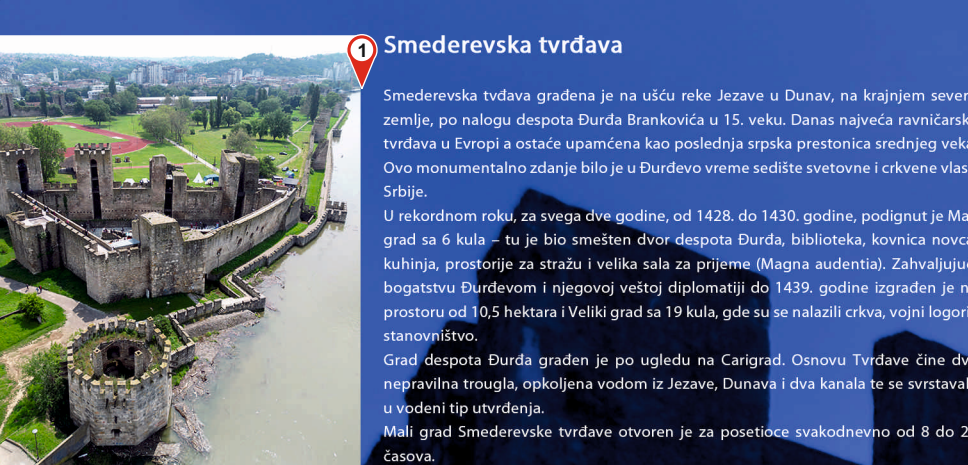 1 Smederevska tvrđava
Smederevska tvđava građena je na ušću reke Jezave u Dunav, na krajnjem sever
zemlje, po nalogu despota Đurđa Brankovića u 15. veku. Danas najveća ravničarsk
tvrđava u Evropi a ostaće upamćena kao poslednja srpska prestonica srednjeg veka
Ovo monumentalno zdanje bilo je u Đurđevo vreme sedište svetovne i crkvene vlas
Srbije.
U rekordnom roku, za svega dve godine, od 1428. do 1430. godine, podignut je Ma
grad sa 6 kula – tu je bio smešten dvor despota Đurđa, biblioteka, kovnica novca
kuhinja, prostorije za stražu i velika sala za prijeme (Magna audentia). Zahvaljujuć
bogatstvu Đurđevom i njegovoj veštoj diplomatiji do 1439. godine izgrađen je n
prostoru od 10,5 hektara i Veliki grad sa 19 kula, gde su se nalazili crkva, vojni logori
stanovništvo.
Grad despota Đurđa građen je po ugledu na Carigrad. Osnovu Tvrđave čine dv
nepravilna trougla, opkoljena vodom iz Jezave, Dunava i dva kanala te se svrstaval
u vodeni tip utvrđenja.
Mali grad Smederevske tvrđave otvoren je za posetioce svakodnevno od 8 do 2
časova.